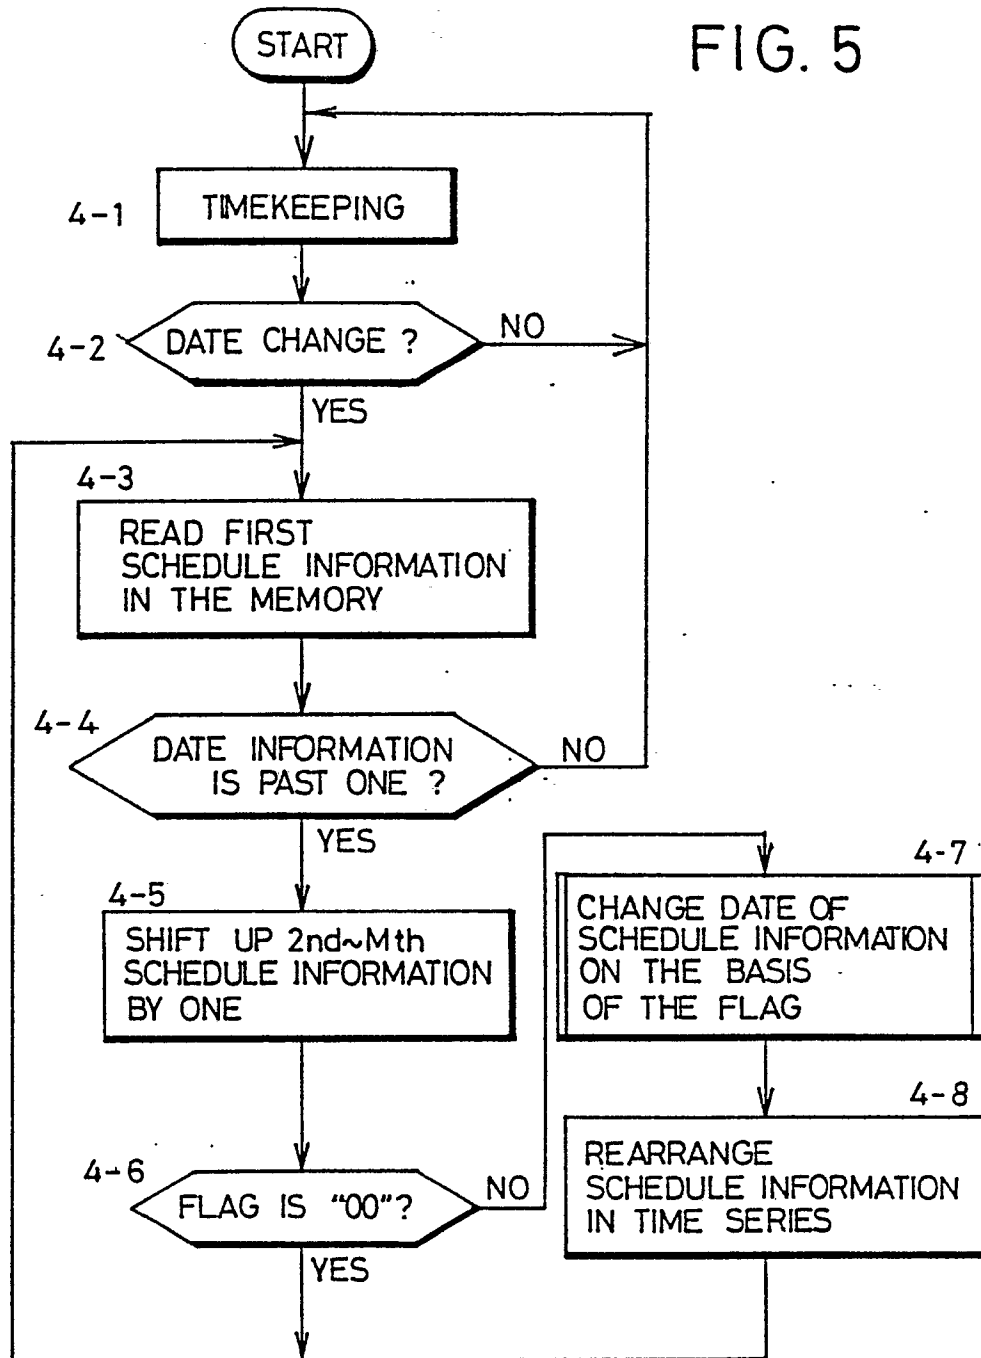 FIG. 5
START
4-1
TIMEKEEPING
4-2
DATE CHANGE ?
NO
YES
4-3
READ FIRST
SCHEDULE INFORMATION
IN THE MEMORY
4-4
DATE INFORMATION
IS PAST ONE ?
NO
YES
4-5
SHIFT UP 2nd~Mth
SCHEDULE INFORMATION
BY ONE
4-6
FLAG IS "00"?
NO
YES
4-7
CHANGE DATE OF
SCHEDULE INFORMATION
ON THE BASIS
OF THE FLAG
4-8
REARRANGE
SCHEDULE INFORMATION
IN TIME SERIES